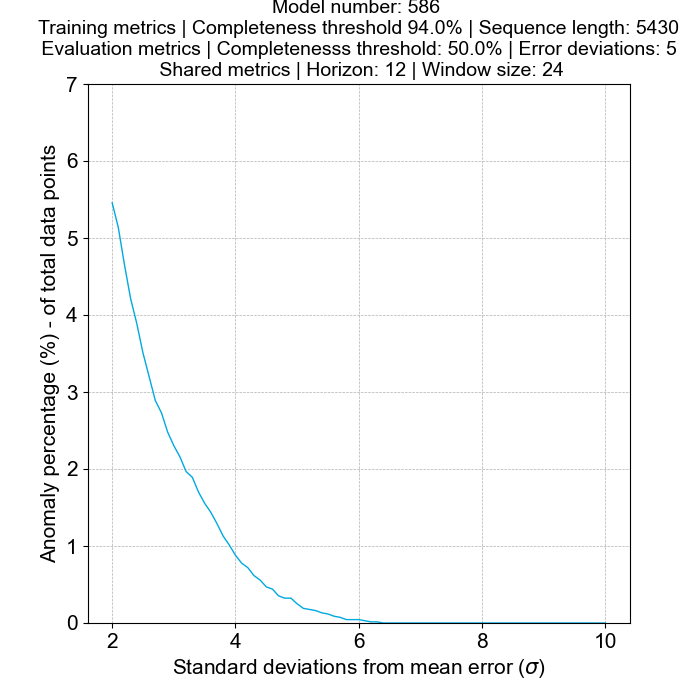 Model number: 586
Training metrics | Completeness threshold 94.0% | Sequence length: 5430
Evaluation metrics | Completenesss threshold: 50.0% | Error deviations: 5
Shared metrics | Horizon: 12 | Window size: 24
Anomaly percentage (%) - of total data points
7
6
5
4
3
2
1
0
2 4 6 8 10
Standard deviations from mean error (σ)